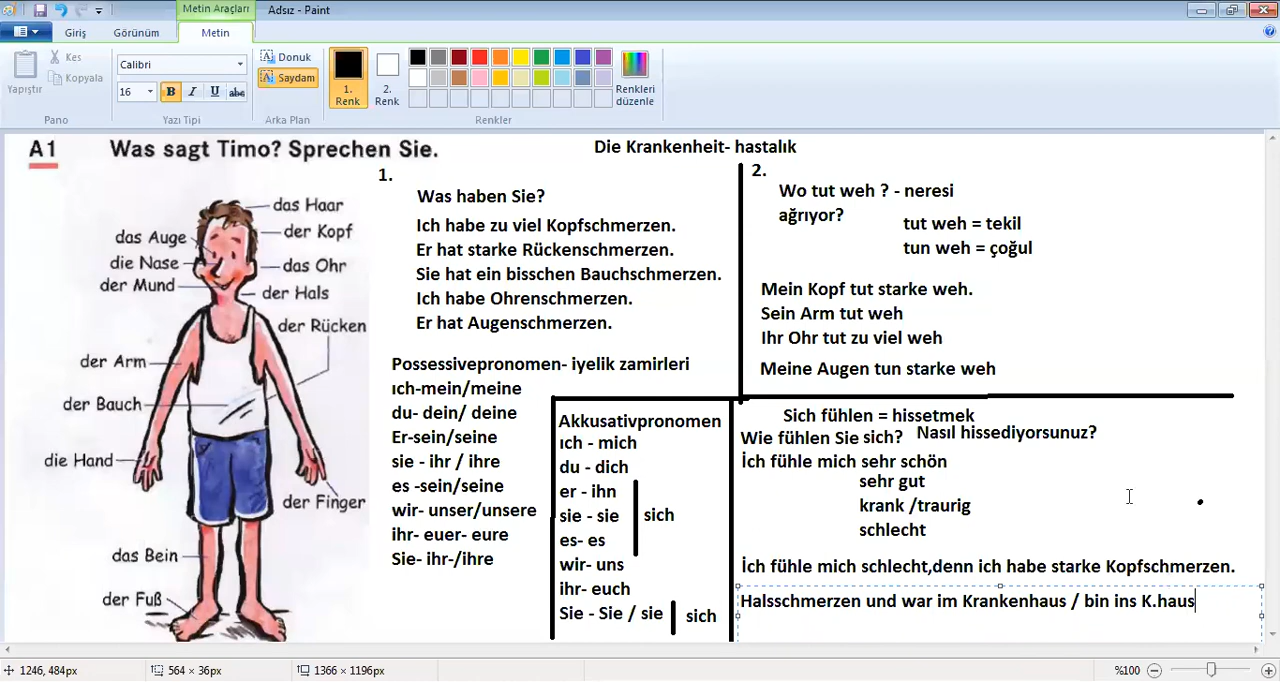 Metin Araçları
Adsız - Paint
Giriş
Görünüm
Metin
Yapıştır
Kes
Kopyala
Pano
Calibri
16
B I U abc
Yazı Tipi
Donuk
Saydam
Arka Plan
1.
Renk
2.
Renk
Renkleri
düzenle
Renkler
A1 Was sagt Timo? Sprechen Sie.
das Haar
der Kopf
das Auge
die Nase
das Ohr
der Mund
der Hals
der Rücken
der Arm
der Bauch
die Hand
der Finger
das Bein
der Fuß
Die Krankenheit- hastalık
1.
Was haben Sie?
Ich habe zu viel Kopfschmerzen.
Er hat starke Rückenschmerzen.
Sie hat ein bisschen Bauchschmerzen.
Ich habe Ohrenschmerzen.
Er hat Augenschmerzen.
Possessivepronomen- iyelik zamirleri
ıch-mein/meine
du- dein/ deine
Er-sein/seine
sie - ihr / ihre
es -sein/seine
wir- unser/unsere
ihr- euer- eure
Sie- ihr-/ihre
Akkusativpronomen
ıch - mich
du - dich
er - ihn
sie - sie
es- es
sich
wir- uns
ihr- euch
Sie - Sie / sie
sich
2.
Wo tut weh ? - neresi
ağrıyor?
tut weh = tekil
tun weh = çoğul
Mein Kopf tut starke weh.
Sein Arm tut weh
Ihr Ohr tut zu viel weh
Meine Augen tun starke weh
Sich fühlen = hissetmek
Wie fühlen Sie sich? Nasıl hissediyorsunuz?
İch fühle mich sehr schön
sehr gut
krank /traurig
schlecht
İch fühle mich schlecht,denn ich habe starke Kopfschmerzen.
Halsschmerzen und war im Krankenhaus / bin ins K.haus
1246, 484px
564 × 36px
1366 × 1196px
%100